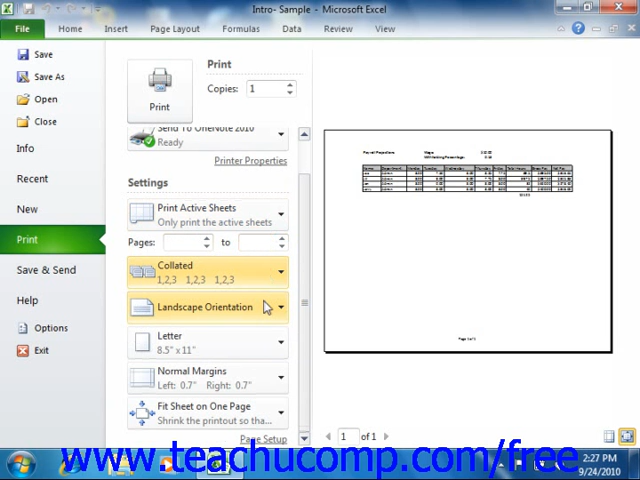 Intro- Sample - Microsoft Excel
File Home Insert Page Layout Formulas Data Review View
Save
Save As
Open
Close
Info
Recent
New
Print
Save & Send
Help
Options
Exit
Print
Print
Copies: 1
Send To OneNote 2010
Ready
Printer Properties
Settings
Print Active Sheets
Only print the active sheets
Pages: to
Collated
1,2,3 1,2,3 1,2,3
Landscape Orientation
Letter
8.5" x 11"
Normal Margins
Left: 0.7" Right: 0.7"
Fit Sheet on One Page
Shrink the printout so tha...
Page Setup
1 of 1
www.teachucomp.com/free
2:27 PM
9/24/2010